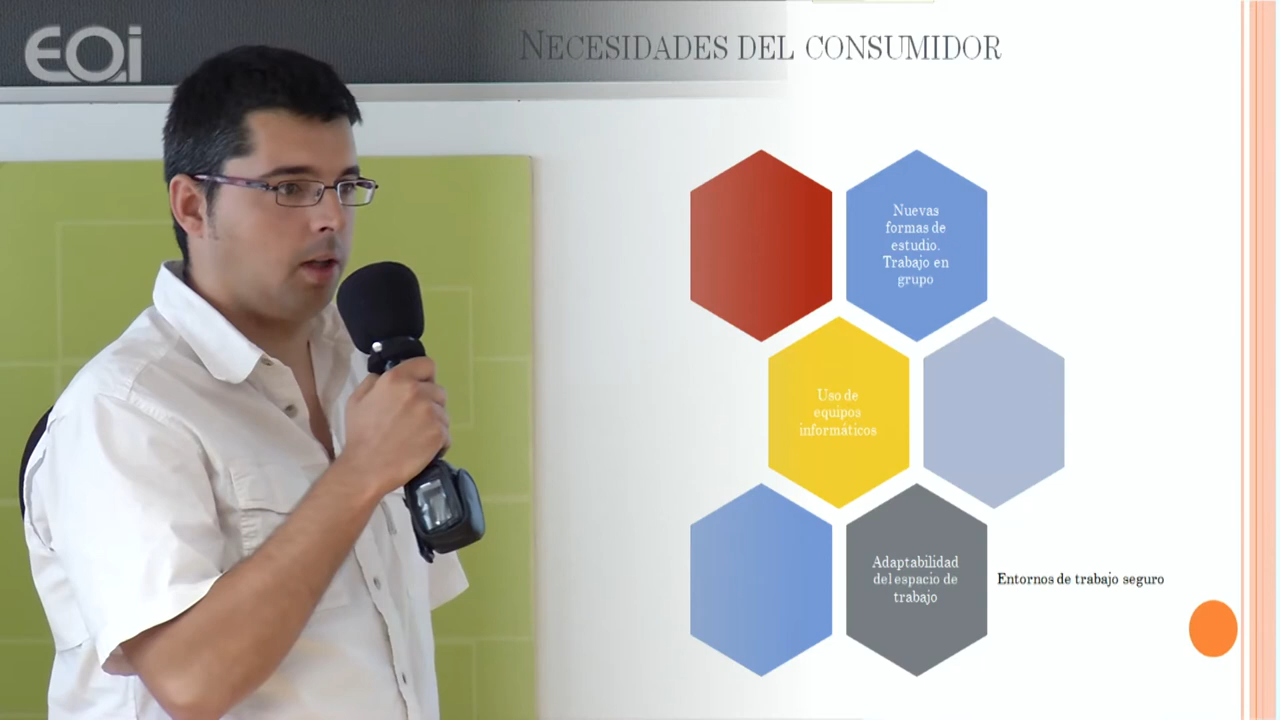 EOi
NECESIDADES DEL CONSUMIDOR
Nuevas
formas de
estudio.
Trabajo en
grupo
Uso de
equipos
informáticos
Adaptabilidad
del espacio de
trabajo
Entornos de trabajo seguro